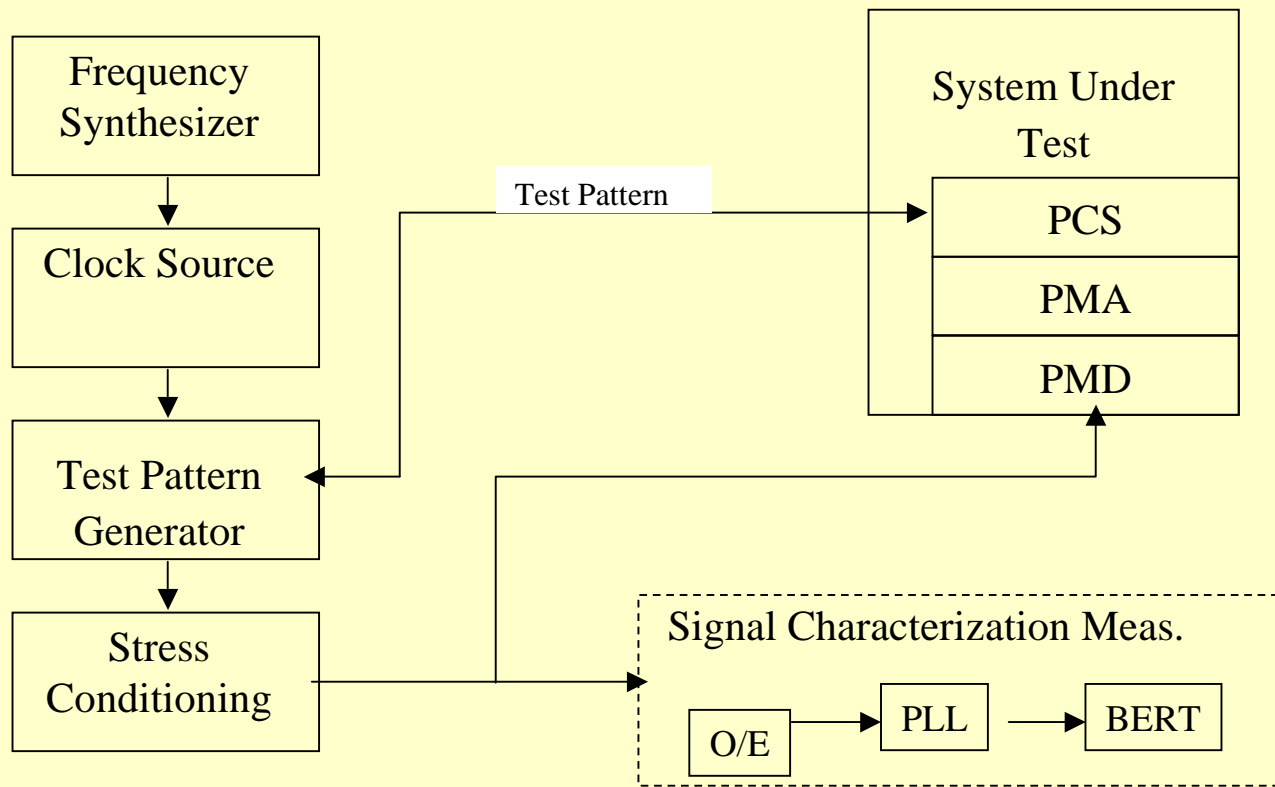 Frequency
Synthesizer
Clock Source
Test Pattern
Generator
Stress
Conditioning
Test Pattern
System Under
Test
PCS
PMA
PMD
Signal Characterization Meas.
O/E
PLL
BERT